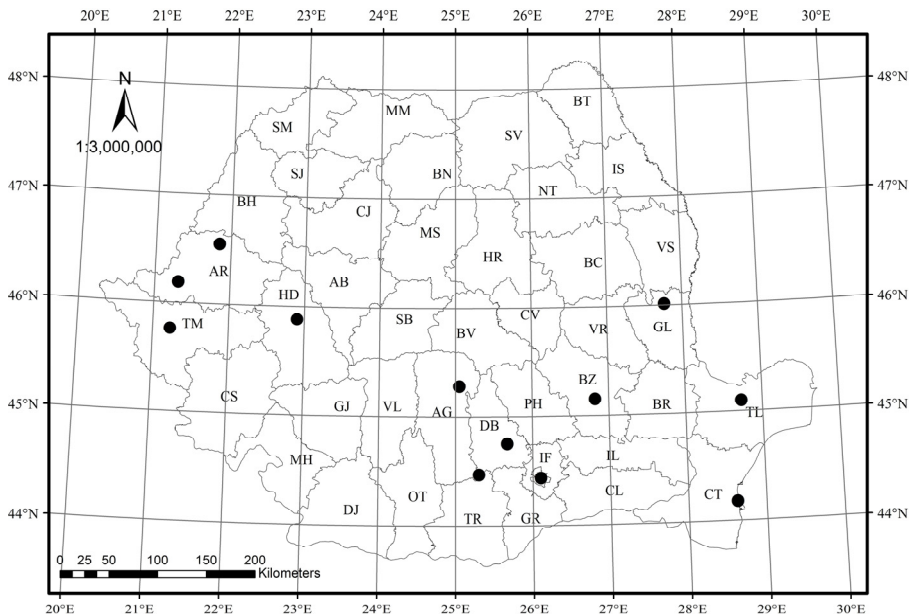 20°E 21°E 22°E 23°E 24°E 25°E 26°E 27°E 28°E 29°E 30°E
48°N 48°N
N
1:3,000,000
BT
MM
SM
SV
SJ BN IS
NT
47°N 47°N
BH
CJ
MS
VS
HR BC
AR
AB
HD
46°N 46°N
CV
TM SB BV VR GL
BZ
CS
GJ VL AG PH BR TL
45°N 45°N
DB
MH IF IL
CL CT
OT
DJ TR GR
44°N 44°N
0 25 50 100 150 200
Kilometers
20°E 21°E 22°E 23°E 24°E 25°E 26°E 27°E 28°E 29°E 30°E